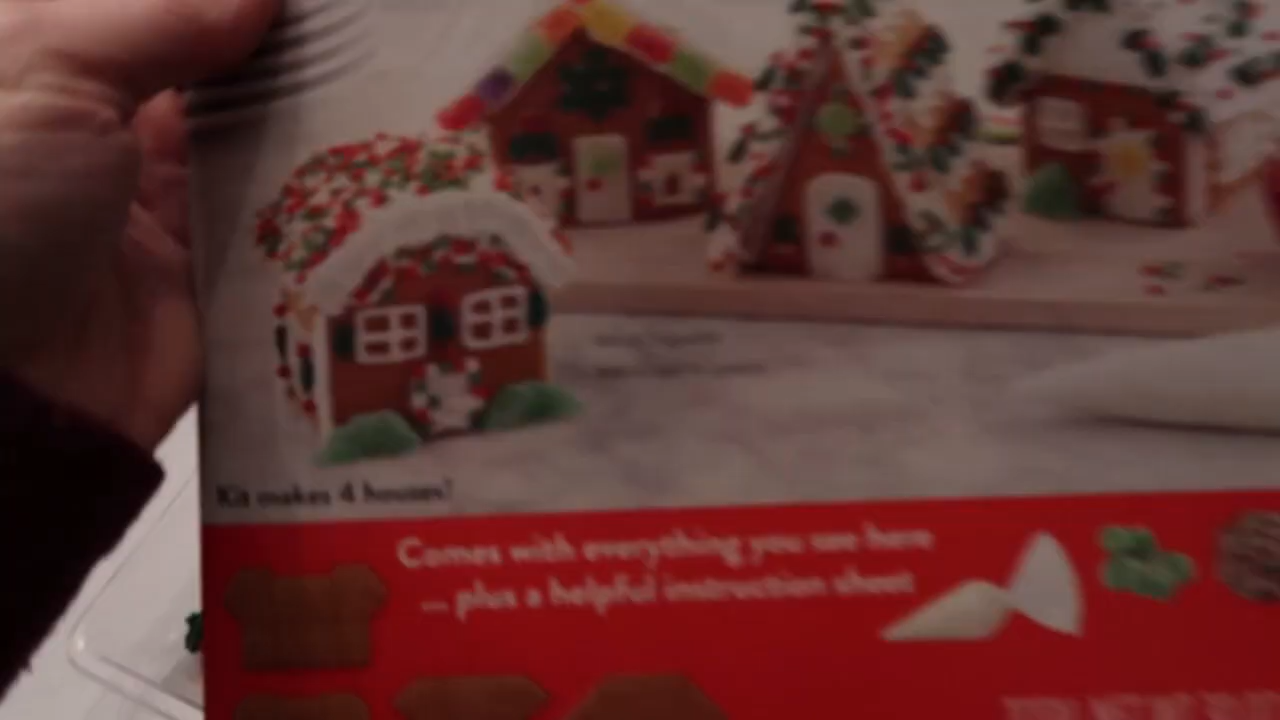 Kit makes 4 houses!
Comes with everything you see here
... plus a helpful instruction sheet